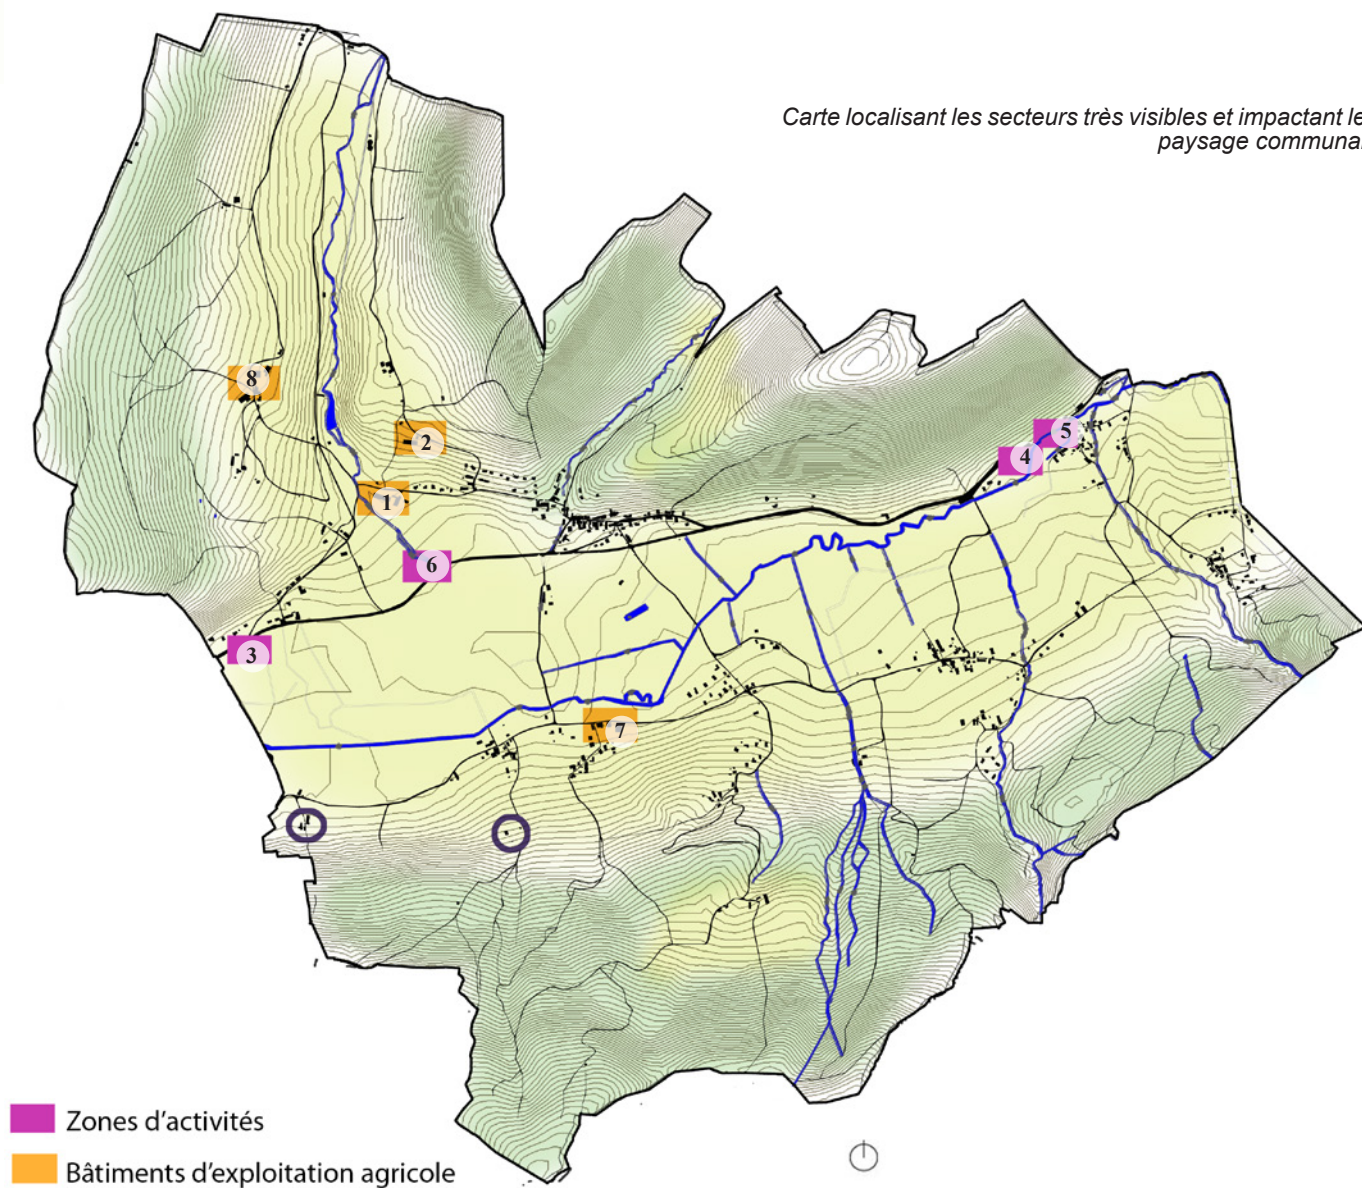 Carte localisant les secteurs très visibles et impactant le
paysage communal
8
2
1
5
4
6
3
7
Zones d'activités
Bâtiments d'exploitation agricole